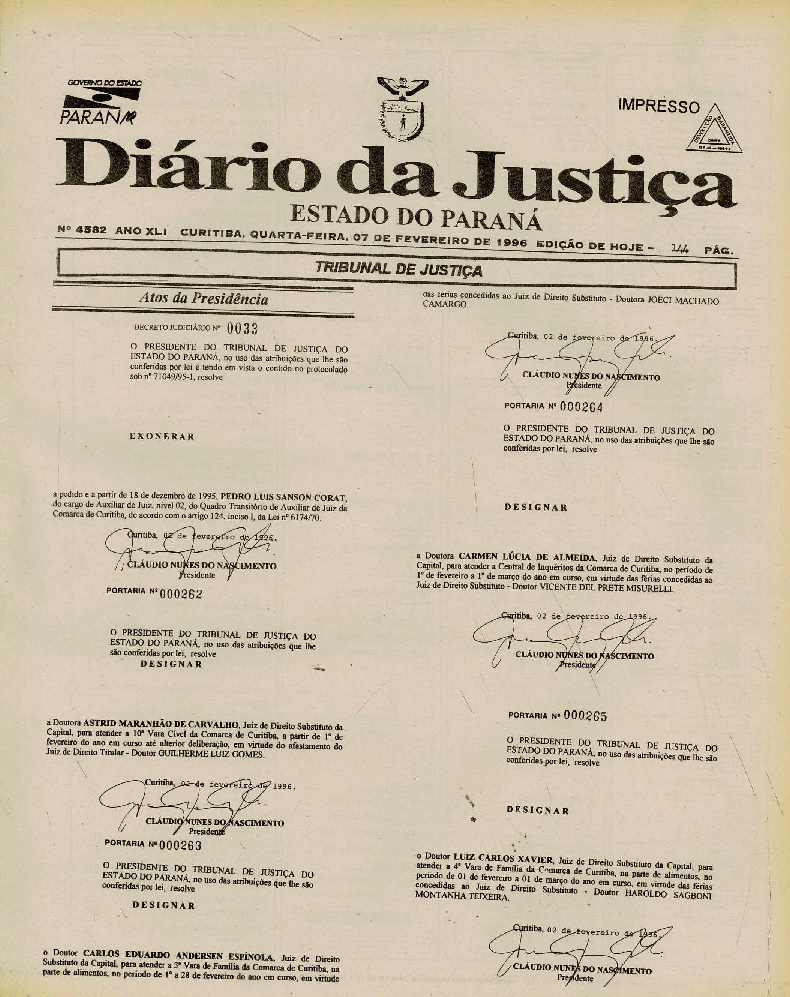 GOVERNO DO ESTADO
PARANÁ
IMPRESSO
Diário da Justiça
ESTADO DO PARANÁ
Nº 4582 ANO XLI CURITIBA, QUARTA-FEIRA, 07 DE FEVEREIRO DE 1996 EDIÇÃO DE HOJE - 144 PÁG.
TRIBUNAL DE JUSTIÇA
Atos da Presidência
DECRETO JUDICIÁRIO Nº 0033
O PRESIDENTE DO TRIBUNAL DE JUSTIÇA DO
ESTADO DO PARANÁ, no uso das atribuições que lhe são
conferidas por lei e tendo em vista o contido no protocolado
sob nº 71049/95-1, resolve
EXONERAR
a pedido e a partir de 18 de dezembro de 1995, PEDRO LUIS SANSON CORAT,
do cargo de Auxiliar de Juiz, nível 02, do Quadro Transitório de Auxiliar de Juiz da
Comarca de Curitiba, de acordo com o artigo 124, inciso I, da Lei nº 6174/70.
Curitiba, 02 de fevereiro de 1996.
CLÁUDIO NUNES DO NASCIMENTO
Presidente
PORTARIA Nº 000262
O PRESIDENTE DO TRIBUNAL DE JUSTIÇA DO
ESTADO DO PARANÁ, no uso das atribuições que lhe
são conferidas por lei, resolve
DESIGNAR
a Doutora ASTRID MARANHÃO DE CARVALHO, Juiz de Direito Substituto da
Capital, para atender a 10ª Vara Cível da Comarca de Curitiba, a partir de 1º de
fevereiro do ano em curso até ulterior deliberação, em virtude do afastamento do
Juiz de Direito Titular - Doutor GUILHERME LUIZ GOMES.
Curitiba, 02 de fevereiro de 1996.
CLÁUDIO NUNES DO NASCIMENTO
Presidente
PORTARIA Nº 000263
O PRESIDENTE DO TRIBUNAL DE JUSTIÇA DO
ESTADO DO PARANÁ, no uso das atribuições que lhe são
conferidas por lei, resolve
DESIGNAR
o Doutor CARLOS EDUARDO ANDERSEN ESPÍNOLA, Juiz de Direito
Substituto da Capital, para atender a 3ª Vara de Família da Comarca de Curitiba, na
parte de alimentos, no período de 1º a 28 de fevereiro do ano em curso, em virtude
das férias concedidas ao Juiz de Direito Substituto - Doutora JOECI MACHADO
CAMARGO.
Curitiba, 02 de fevereiro de 1996.
CLÁUDIO NUNES DO NASCIMENTO
Presidente
PORTARIA Nº 000264
O PRESIDENTE DO TRIBUNAL DE JUSTIÇA DO
ESTADO DO PARANÁ, no uso das atribuições que lhe são
conferidas por lei, resolve
DESIGNAR
a Doutora CARMEN LÚCIA DE ALMEIDA, Juiz de Direito Substituto da
Capital, para atender a Central de Inquéritos da Comarca de Curitiba, no período de
1º de fevereiro a 1º de março do ano em curso, em virtude das férias concedidas ao
Juiz de Direito Substituto - Doutor VICENTE DEL PRETE MISURELLI.
Curitiba, 02 de fevereiro de 1996.
CLÁUDIO NUNES DO NASCIMENTO
Presidente
PORTARIA Nº 000265
O PRESIDENTE DO TRIBUNAL DE JUSTIÇA DO
ESTADO DO PARANÁ, no uso das atribuições que lhe são
conferidas por lei, resolve
DESIGNAR
o Doutor LUIZ CARLOS XAVIER, Juiz de Direito Substituto da Capital, para
atender a 4ª Vara de Família da Comarca de Curitiba, na parte de alimentos, no
período de 01 de fevereiro a 01 de março do ano em curso, em virtude das férias
concedidas ao Juiz de Direito Substituto - Doutor HAROLDO SAGBONI
MONTANHA TEIXEIRA.
Curitiba, 02 de fevereiro de 1996.
CLÁUDIO NUNES DO NASCIMENTO
Presidente